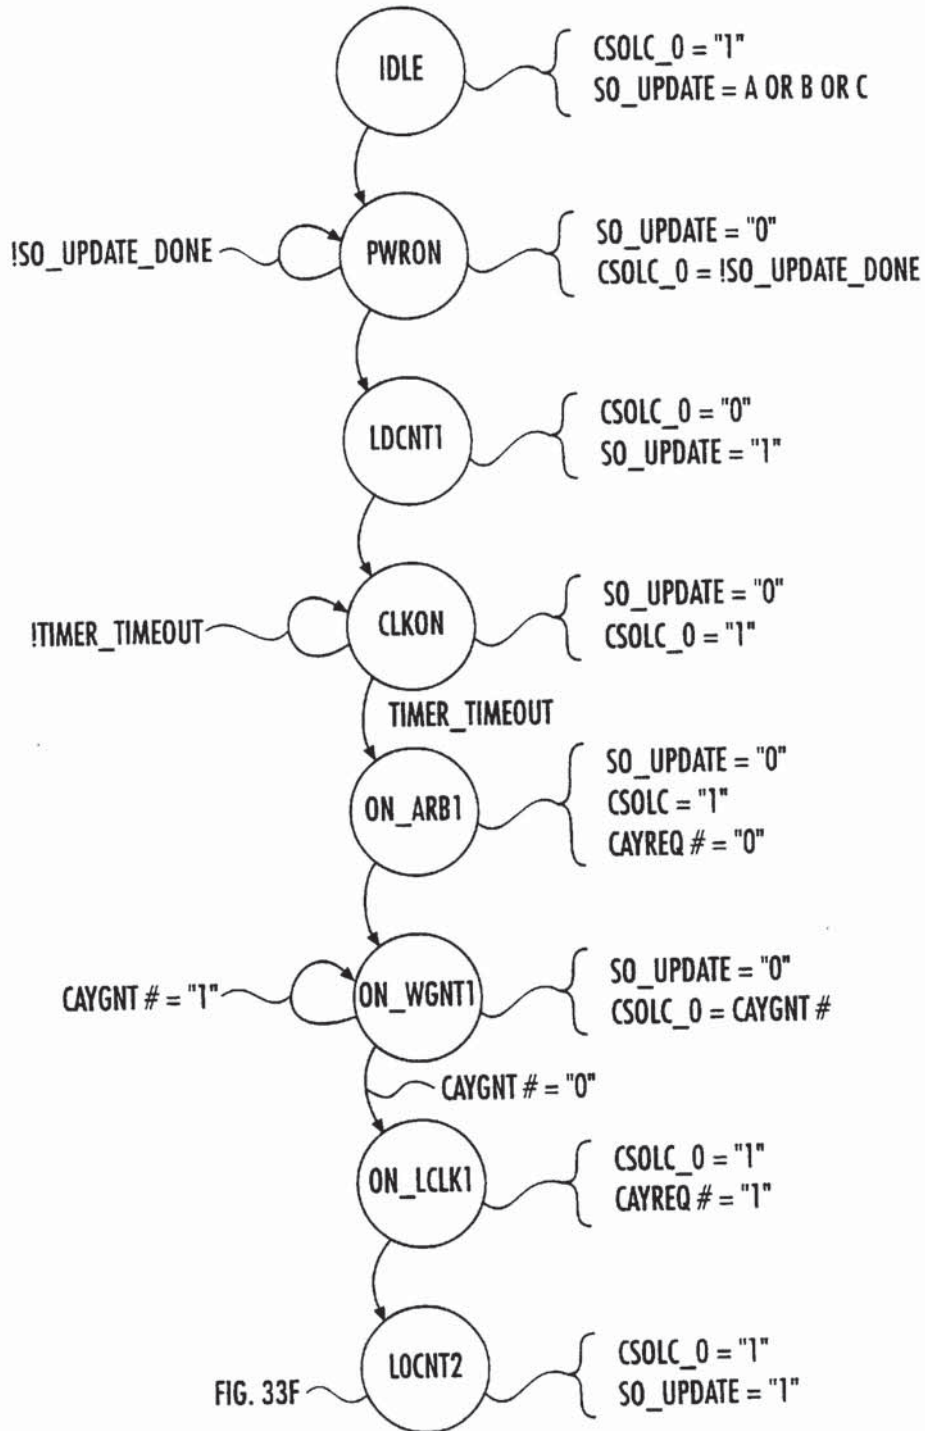 IDLE
CSOLC_0 = "1"
SO_UPDATE = A OR B OR C
!SO_UPDATE_DONE
PWRON
SO_UPDATE = "0"
CSOLC_0 = !SO_UPDATE_DONE
LDCNT1
CSOLC_0 = "0"
SO_UPDATE = "1"
!TIMER_TIMEOUT
CLKON
SO_UPDATE = "0"
CSOLC_0 = "1"
TIMER_TIMEOUT
ON_ARB1
SO_UPDATE = "0"
CSOLC = "1"
CAYREQ # = "0"
CAYGNT # = "1"
ON_WGNT1
SO_UPDATE = "0"
CSOLC_0 = CAYGNT #
CAYGNT # = "0"
ON_LCLK1
CSOLC_0 = "1"
CAYREQ # = "1"
FIG. 33F
LOCNT2
CSOLC_0 = "1"
SO_UPDATE = "1"